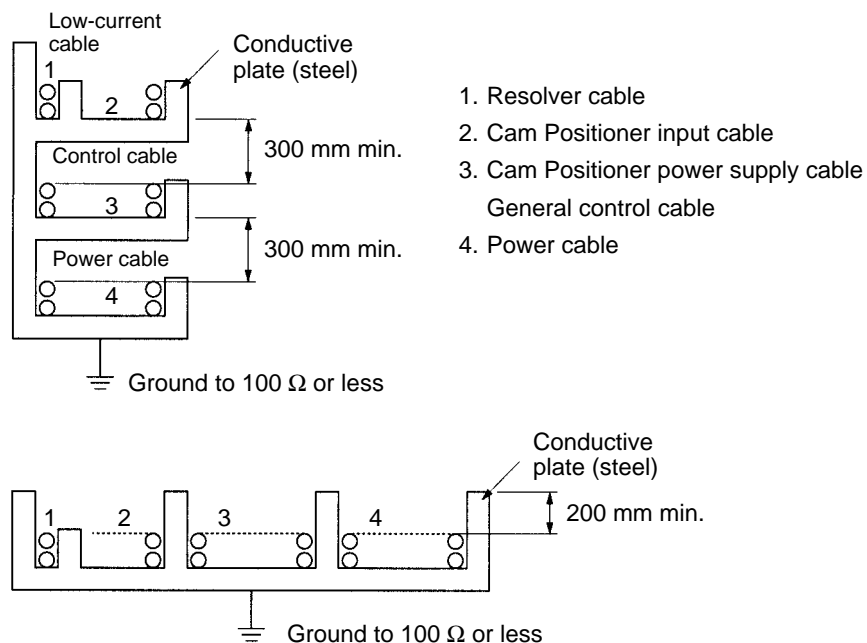 Low-current
cable
Conductive
plate (steel)
1
2
300 mm min.
Control cable
3
300 mm min.
Power cable
4
Ground to 100 Ω or less
1. Resolver cable
2. Cam Positioner input cable
3. Cam Positioner power supply cable
General control cable
4. Power cable
Conductive
plate (steel)
1
2
3
4
200 mm min.
Ground to 100 Ω or less